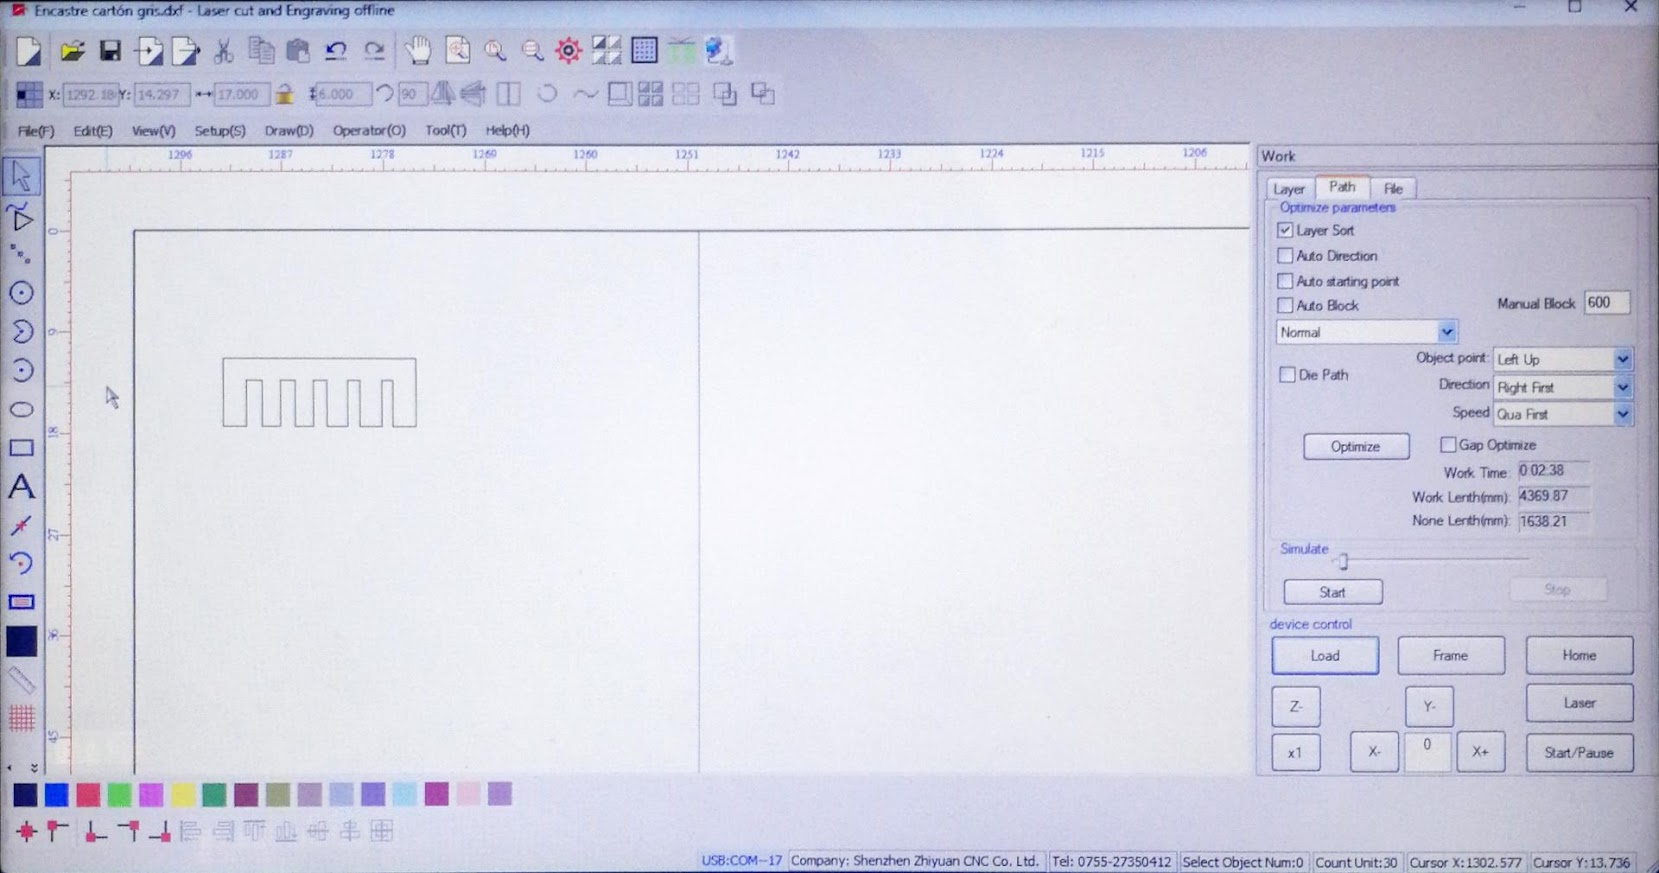 Encastre cartón gris.dxf - Laser cut and Engraving offline
X: 1292.18 Y: 14.297 17.000 6.000 90
File(F) Edit(E) View(V) Setup(S) Draw(D) Operator(O) Tool(T) Help(H)
1296 1287 1278 1269 1260 1251 1242 1233 1224 1215 1206
Work
Layer Path File
Optimize parameters
Layer Sort
Auto Direction
Auto starting point
Auto Block Manual Block 600
Normal
Object point: Left Up
Die Path
Direction Right First
Speed Qua First
Optimize Gap Optimize
Work Time: 0:02:38
Work Lenth(mm): 4369.87
None Lenth(mm): 1638.21
Simulate
Start Stop
device control
Load Frame Home
Z- Y- Laser
x1 X- 0 X+ Start/Pause
0
9
18
27
36
45
A
USB:COM--17 Company: Shenzhen Zhiyuan CNC Co, Ltd. Tel: 0755-27350412 Select Object Num:0 Count Unit:30 Cursor X:1302.577 Cursor Y:13.736